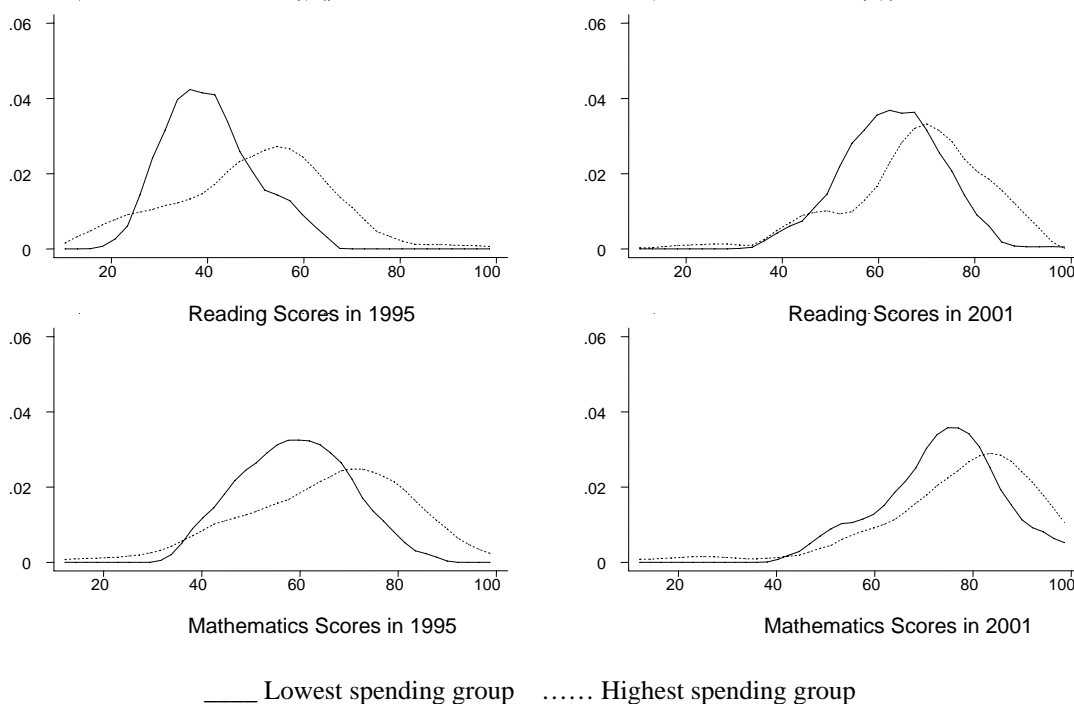 .06
.04
.02
0
20 40 60 80 100
Reading Scores in 1995
.06
.04
.02
0
20 40 60 80 100
Reading Scores in 2001
.06
.04
.02
0
20 40 60 80 100
Mathematics Scores in 1995
.06
.04
.02
0
20 40 60 80 100
Mathematics Scores in 2001
____ Lowest spending group …… Highest spending group